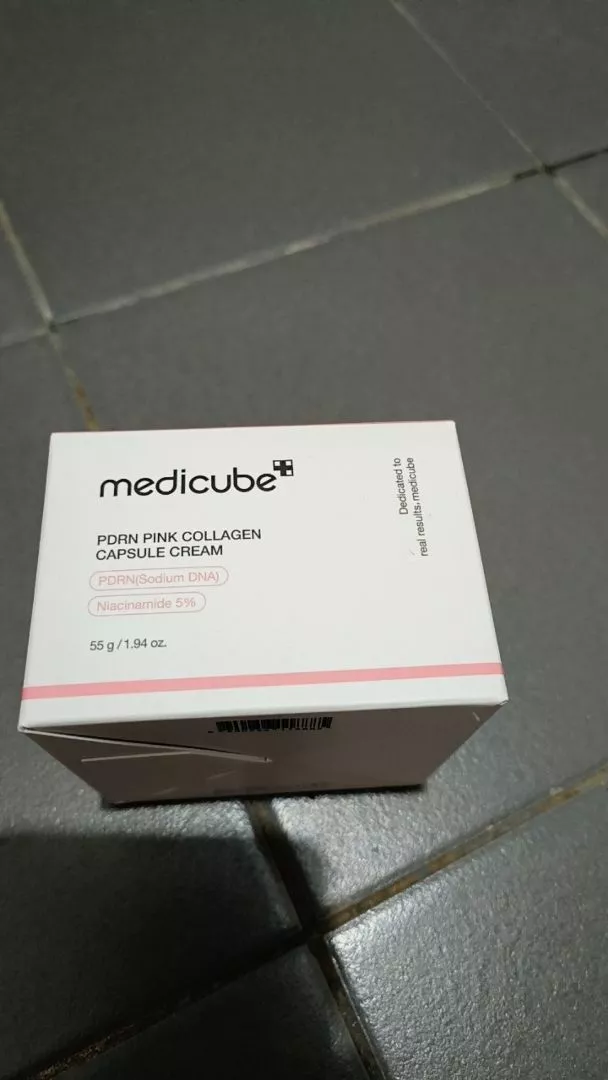 medicube
PDRN PINK COLLAGEN
CAPSULE CREAM
PDRN(Sodium DNA)
Niacinamide 5%
55 g / 1.94 oz.
Dedicated to
real results, medicube